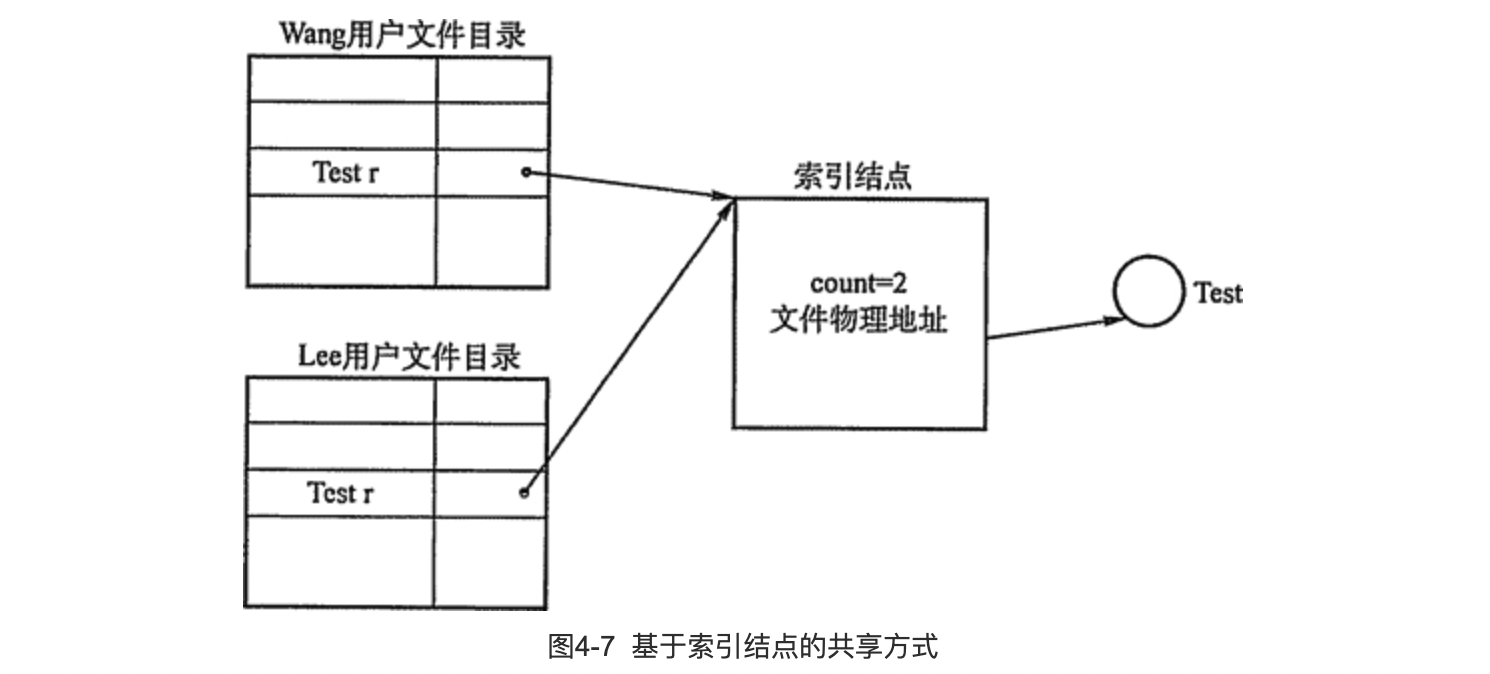 Wang用户文件目录
Test r
索引结点
count=2
文件物理地址
Test
Lee用户文件目录
Test r
图4-7 基于索引结点的共享方式